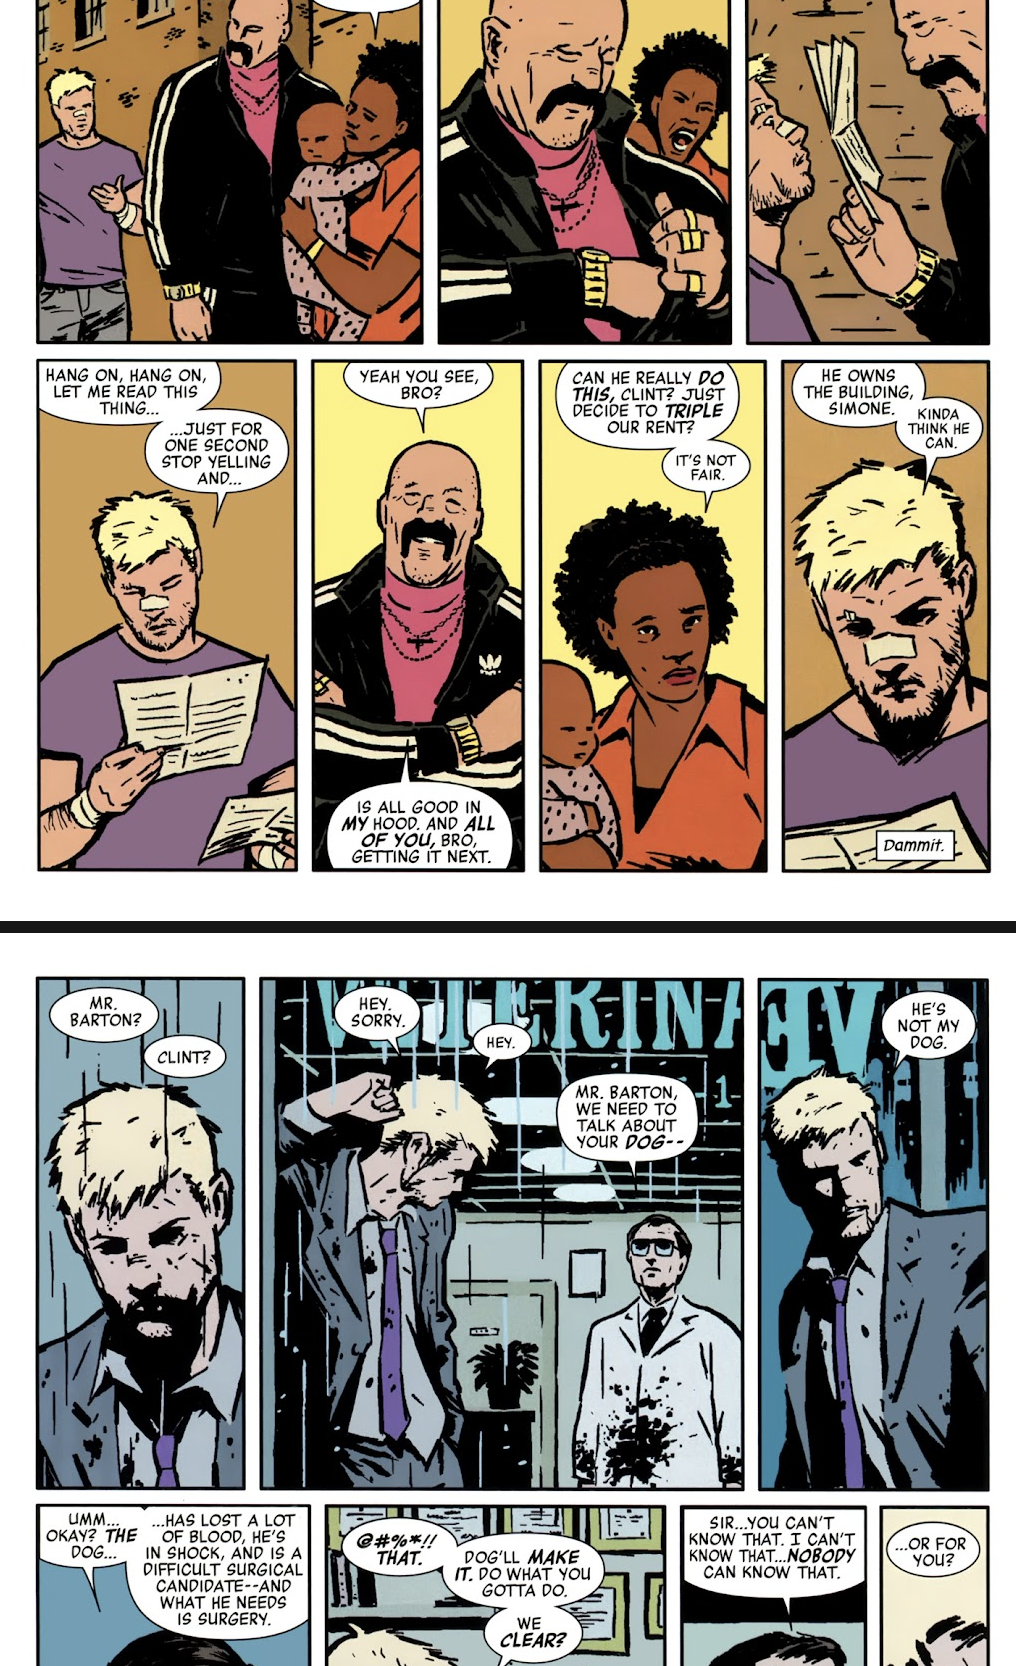 HANG ON, HANG ON,
LET ME READ THIS
THING...
...JUST FOR
ONE SECOND
STOP YELLING
AND...
YEAH YOU SEE,
BRO?
IS ALL GOOD IN
MY HOOD. AND ALL
OF YOU, BRO,
GETTING IT NEXT.
CAN HE REALLY DO
THIS, CLINT? JUST
DECIDE TO TRIPLE
OUR RENT?
IT'S NOT
FAIR.
HE OWNS
THE BUILDING,
SIMONE.
KINDA
THINK HE
CAN.
Dammit.
MR.
BARTON?
CLINT?
HEY.
SORRY.
HEY.
MR. BARTON,
WE NEED TO
TALK ABOUT
YOUR DOG--
VETERINA
1
HE'S
NOT MY
DOG.
VE
UMM...
OKAY? THE
DOG...
...HAS LOST A LOT
OF BLOOD, HE'S
IN SHOCK, AND IS A
DIFFICULT SURGICAL
CANDIDATE--AND
WHAT HE NEEDS
IS SURGERY.
@#%*!!
THAT.
DOG'LL MAKE
IT. DO WHAT YOU
GOTTA DO.
WE
CLEAR?
SIR...YOU CAN'T
KNOW THAT. I CAN'T
KNOW THAT...NOBODY
CAN KNOW THAT.
...OR FOR
YOU?